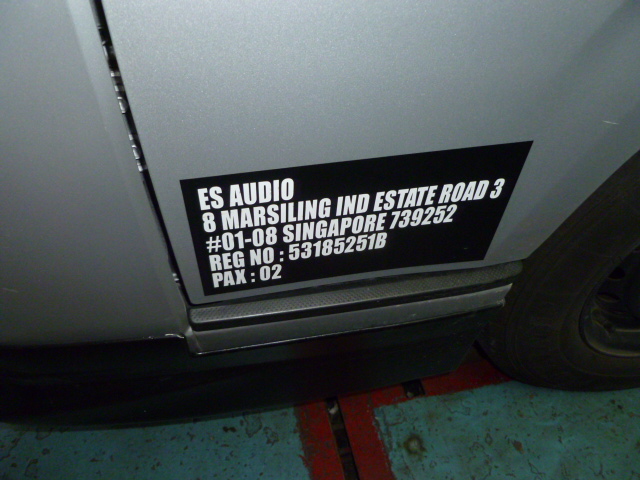 ES AUDIO
8 MARSILING IND ESTATE ROAD 3
#01-08 SINGAPORE 739252
REG NO : 53185251B
PAX : 02